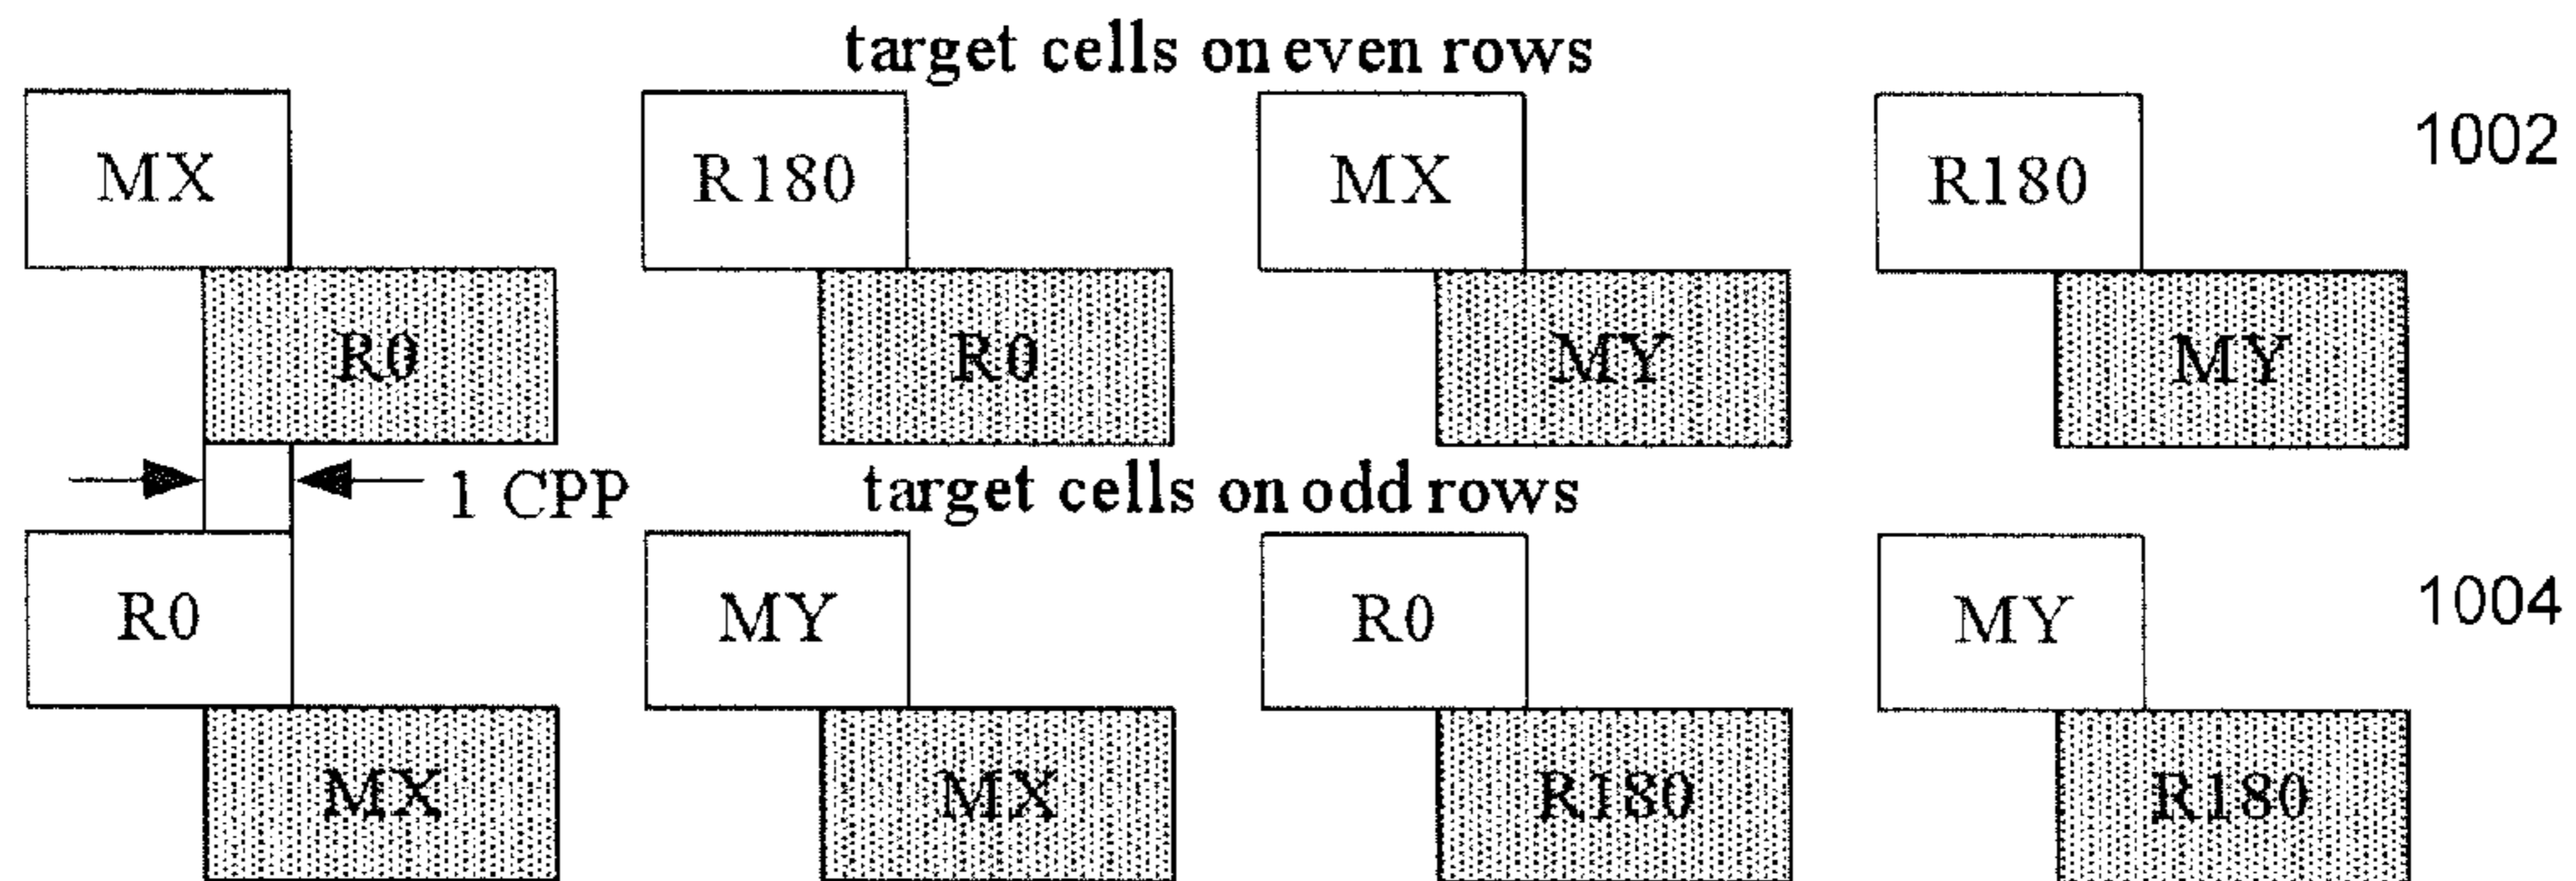 target cells on even rows
MX R180 MX R180 1002
R0 R0 MY MY
1 CPP target cells on odd rows
R0 MY R0 MY 1004
MX MX R180 R180